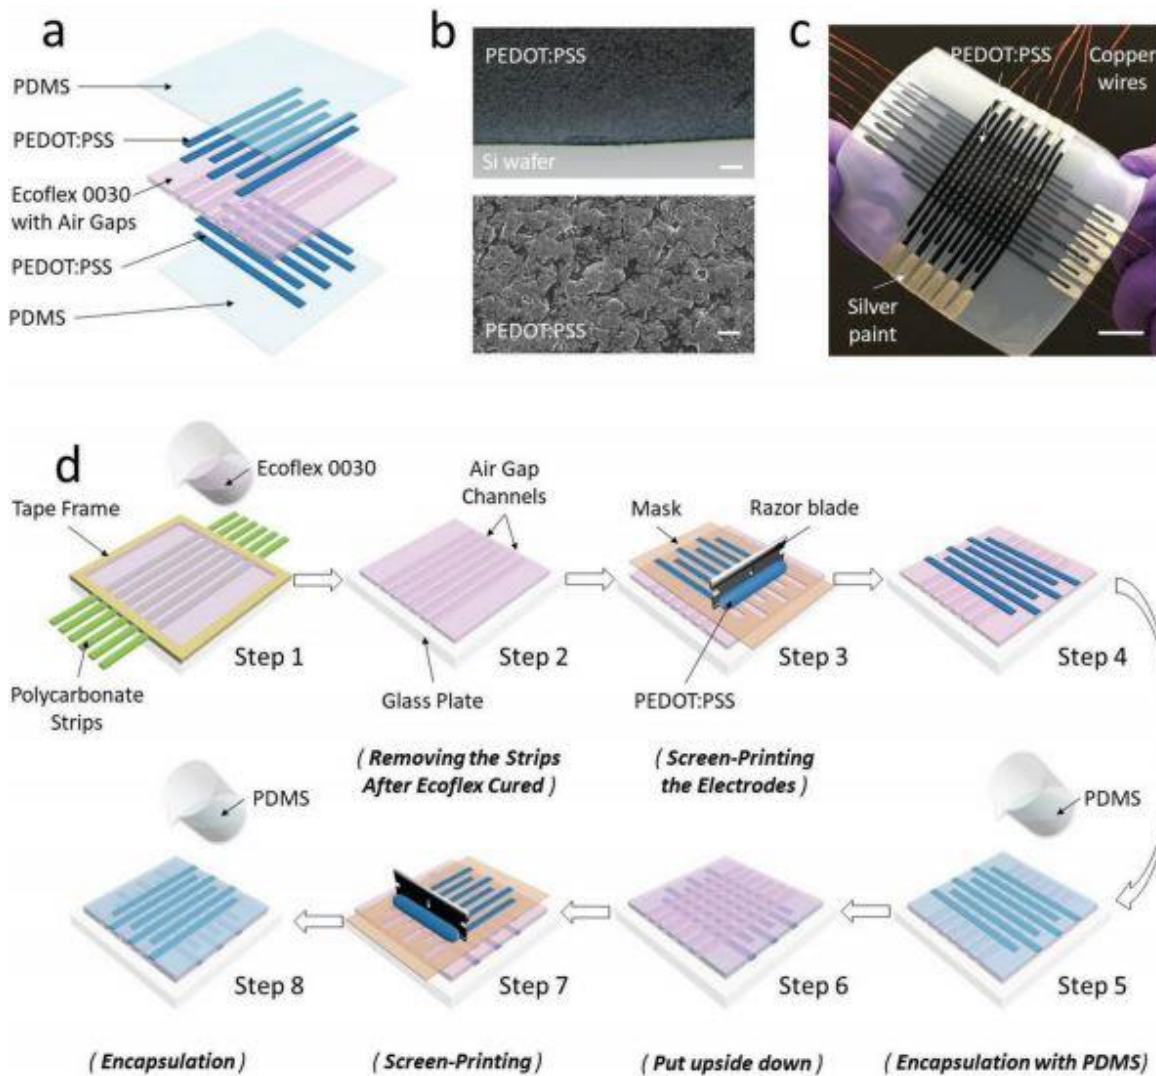 a
PDMS
PEDOT:PSS
Ecoflex 0030
with Air Gaps
PEDOT:PSS
PDMS
b
PEDOT:PSS
Si wafer
PEDOT:PSS
c
PEDOT:PSS
Copper
wires
Silver
paint
d
Ecoflex 0030
Tape Frame
Polycarbonate
Strips
Step 1
Air Gap
Channels
Glass Plate
Step 2
( Removing the Strips
After Ecoflex Cured )
Mask
Razor blade
PEDOT:PSS
Step 3
( Screen-Printing
the Electrodes )
Step 4
PDMS
Step 8
( Encapsulation )
Step 7
( Screen-Printing )
Step 6
( Put upside down )
PDMS
Step 5
( Encapsulation with PDMS )